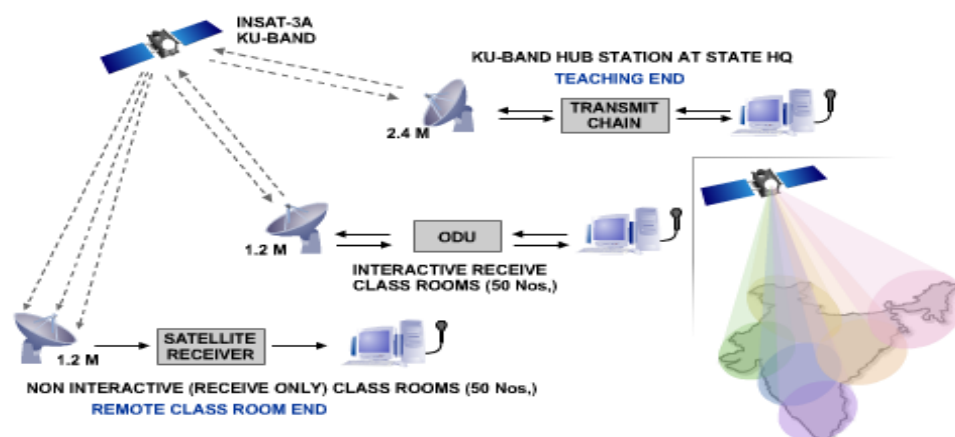 INSAT-3A
KU-BAND
KU-BAND HUB STATION AT STATE HQ
TEACHING END
2.4 M
TRANSMIT
CHAIN
1.2 M
ODU
INTERACTIVE RECEIVE
CLASS ROOMS (50 Nos,)
1.2 M
SATELLITE
RECEIVER
NON INTERACTIVE (RECEIVE ONLY) CLASS ROOMS (50 Nos,)
REMOTE CLASS ROOM END